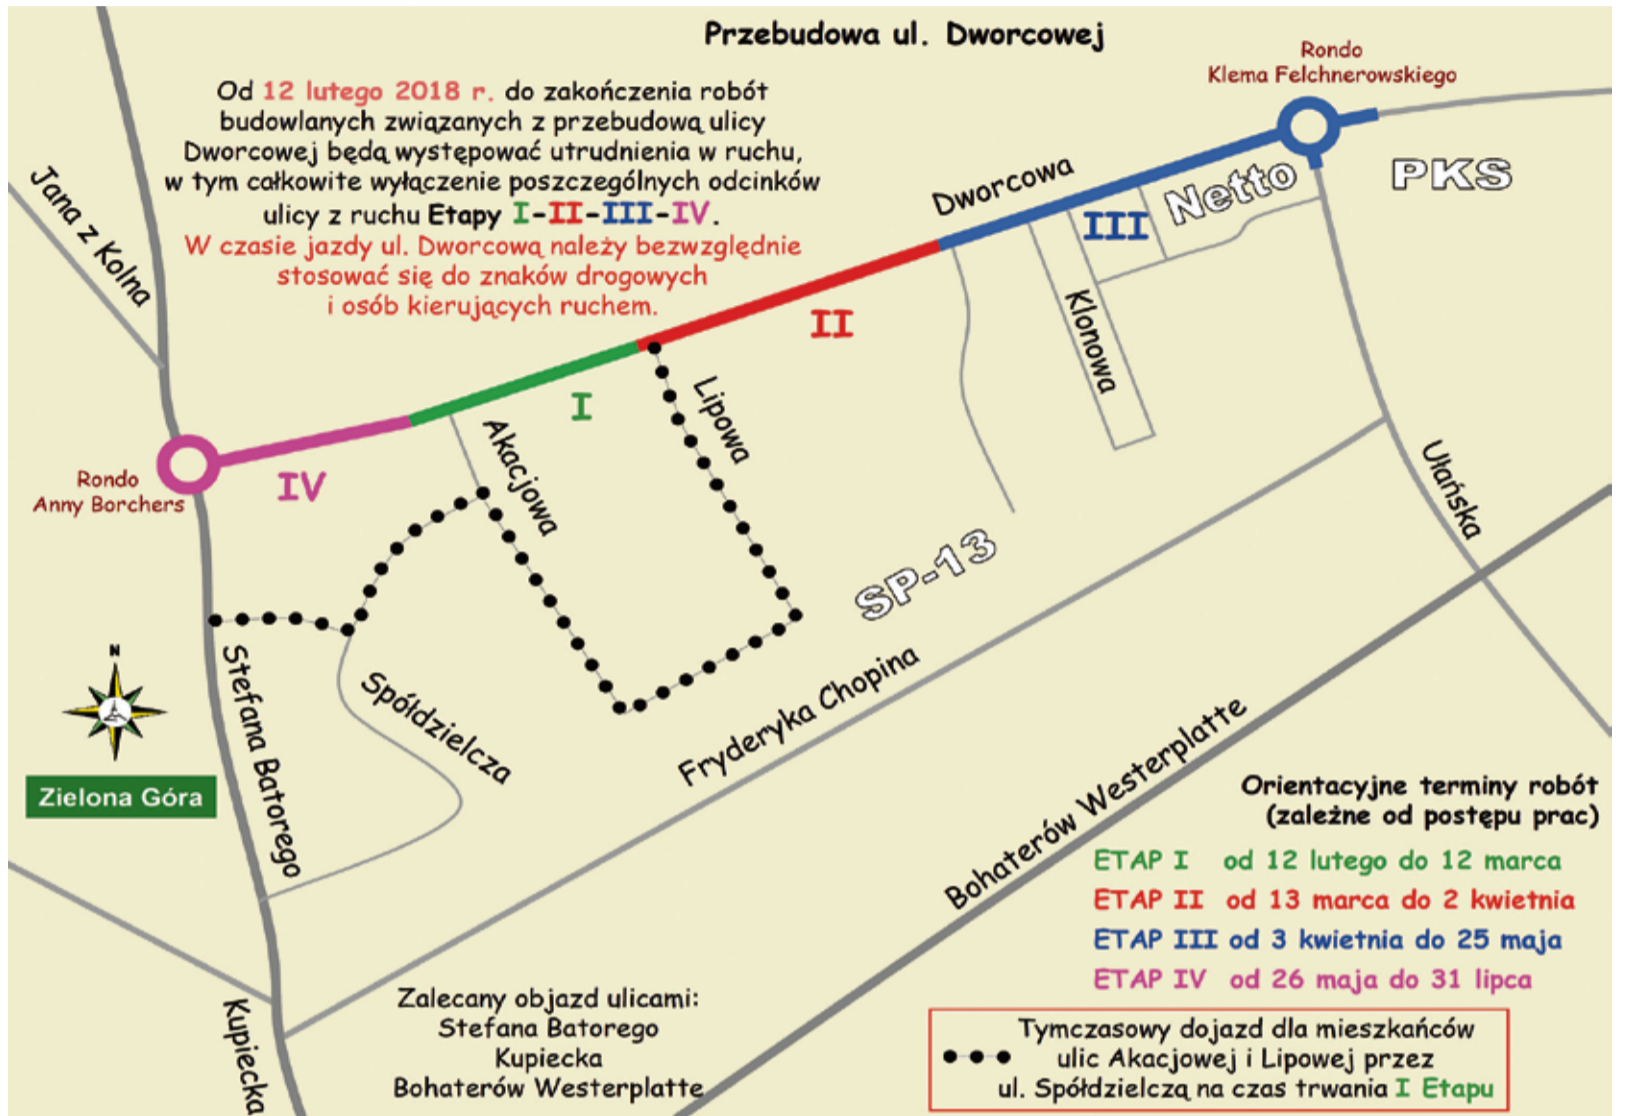 Przebudowa ul. Dworcowej
Rondo
Klema Felchnerowskiego
Od 12 lutego 2018 r. do zakończenia robót
budowlanych związanych z przebudową ulicy
Dworcowej będą występować utrudnienia w ruchu,
w tym całkowite wyłączenie poszczególnych odcinków
ulicy z ruchu Etapy I-II-III-IV.
W czasie jazdy ul. Dworcową należy bezwzględnie
stosować się do znaków drogowych
i osób kierujących ruchem.
Jana z Kolna
Dworcowa
Netto
PKS
III
II
Klonowa
I
Lipowa
Akacjowa
IV
Rondo
Anny Borchers
Ułańska
SP-13
N
Zielona Góra
Stefana Batorego
Spółdzielcza
Fryderyka Chopina
Bohaterów Westerplatte
Kupiecka
Orientacyjne terminy robót
(zależne od postępu prac)
ETAP I od 12 lutego do 12 marca
ETAP II od 13 marca do 2 kwietnia
ETAP III od 3 kwietnia do 25 maja
ETAP IV od 26 maja do 31 lipca
Zalecany objazd ulicami:
Stefana Batorego
Kupiecka
Bohaterów Westerplatte
Tymczasowy dojazd dla mieszkańców
ulic Akacjowej i Lipowej przez
ul. Spółdzielczą na czas trwania I Etapu